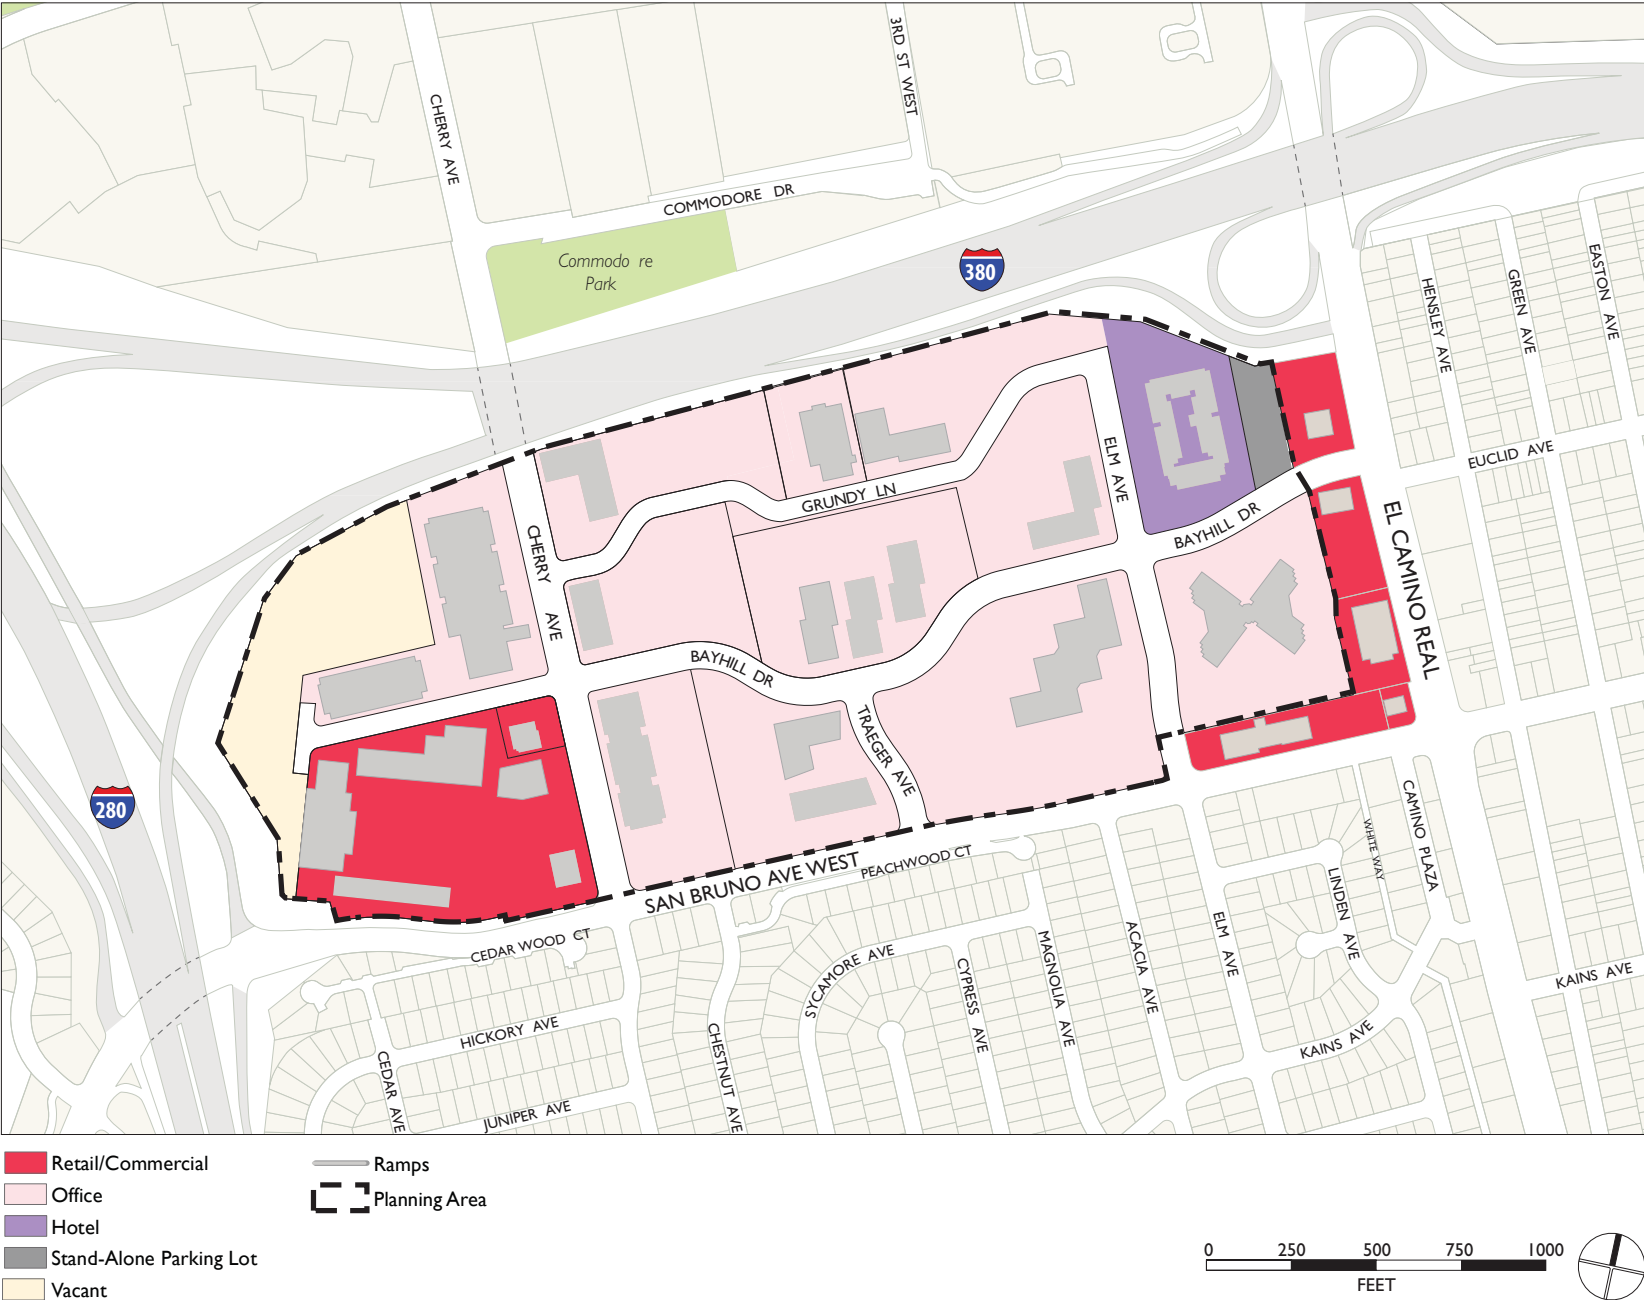 3RD ST WEST
CHERRY AVE
COMMODORE DR
Commodo re
Park
380
HENSLEY AVE
GREEN AVE
EASTON AVE
EUCLID AVE
ELM AVE
GRUNDY LN
BAYHILL DR
EL CAMINO REAL
CHERRY AVE
BAYHILL DR
TRAEGER AVE
280
SAN BRUNO AVE WEST
PEACHWOOD CT
WHITE WAY
CAMINO PLAZA
LINDEN AVE
CEDAR WOOD CT
SYCAMORE AVE
CYPRESS AVE
MAGNOLIA AVE
ACACIA AVE
ELM AVE
KAINS AVE
HICKORY AVE
CHESTNUT AVE
KAINS AVE
CEDAR AVE
JUNIPER AVE
Retail/Commercial
Office
Hotel
Stand-Alone Parking Lot
Vacant
Ramps
Planning Area
0 250 500 750 1000
FEET